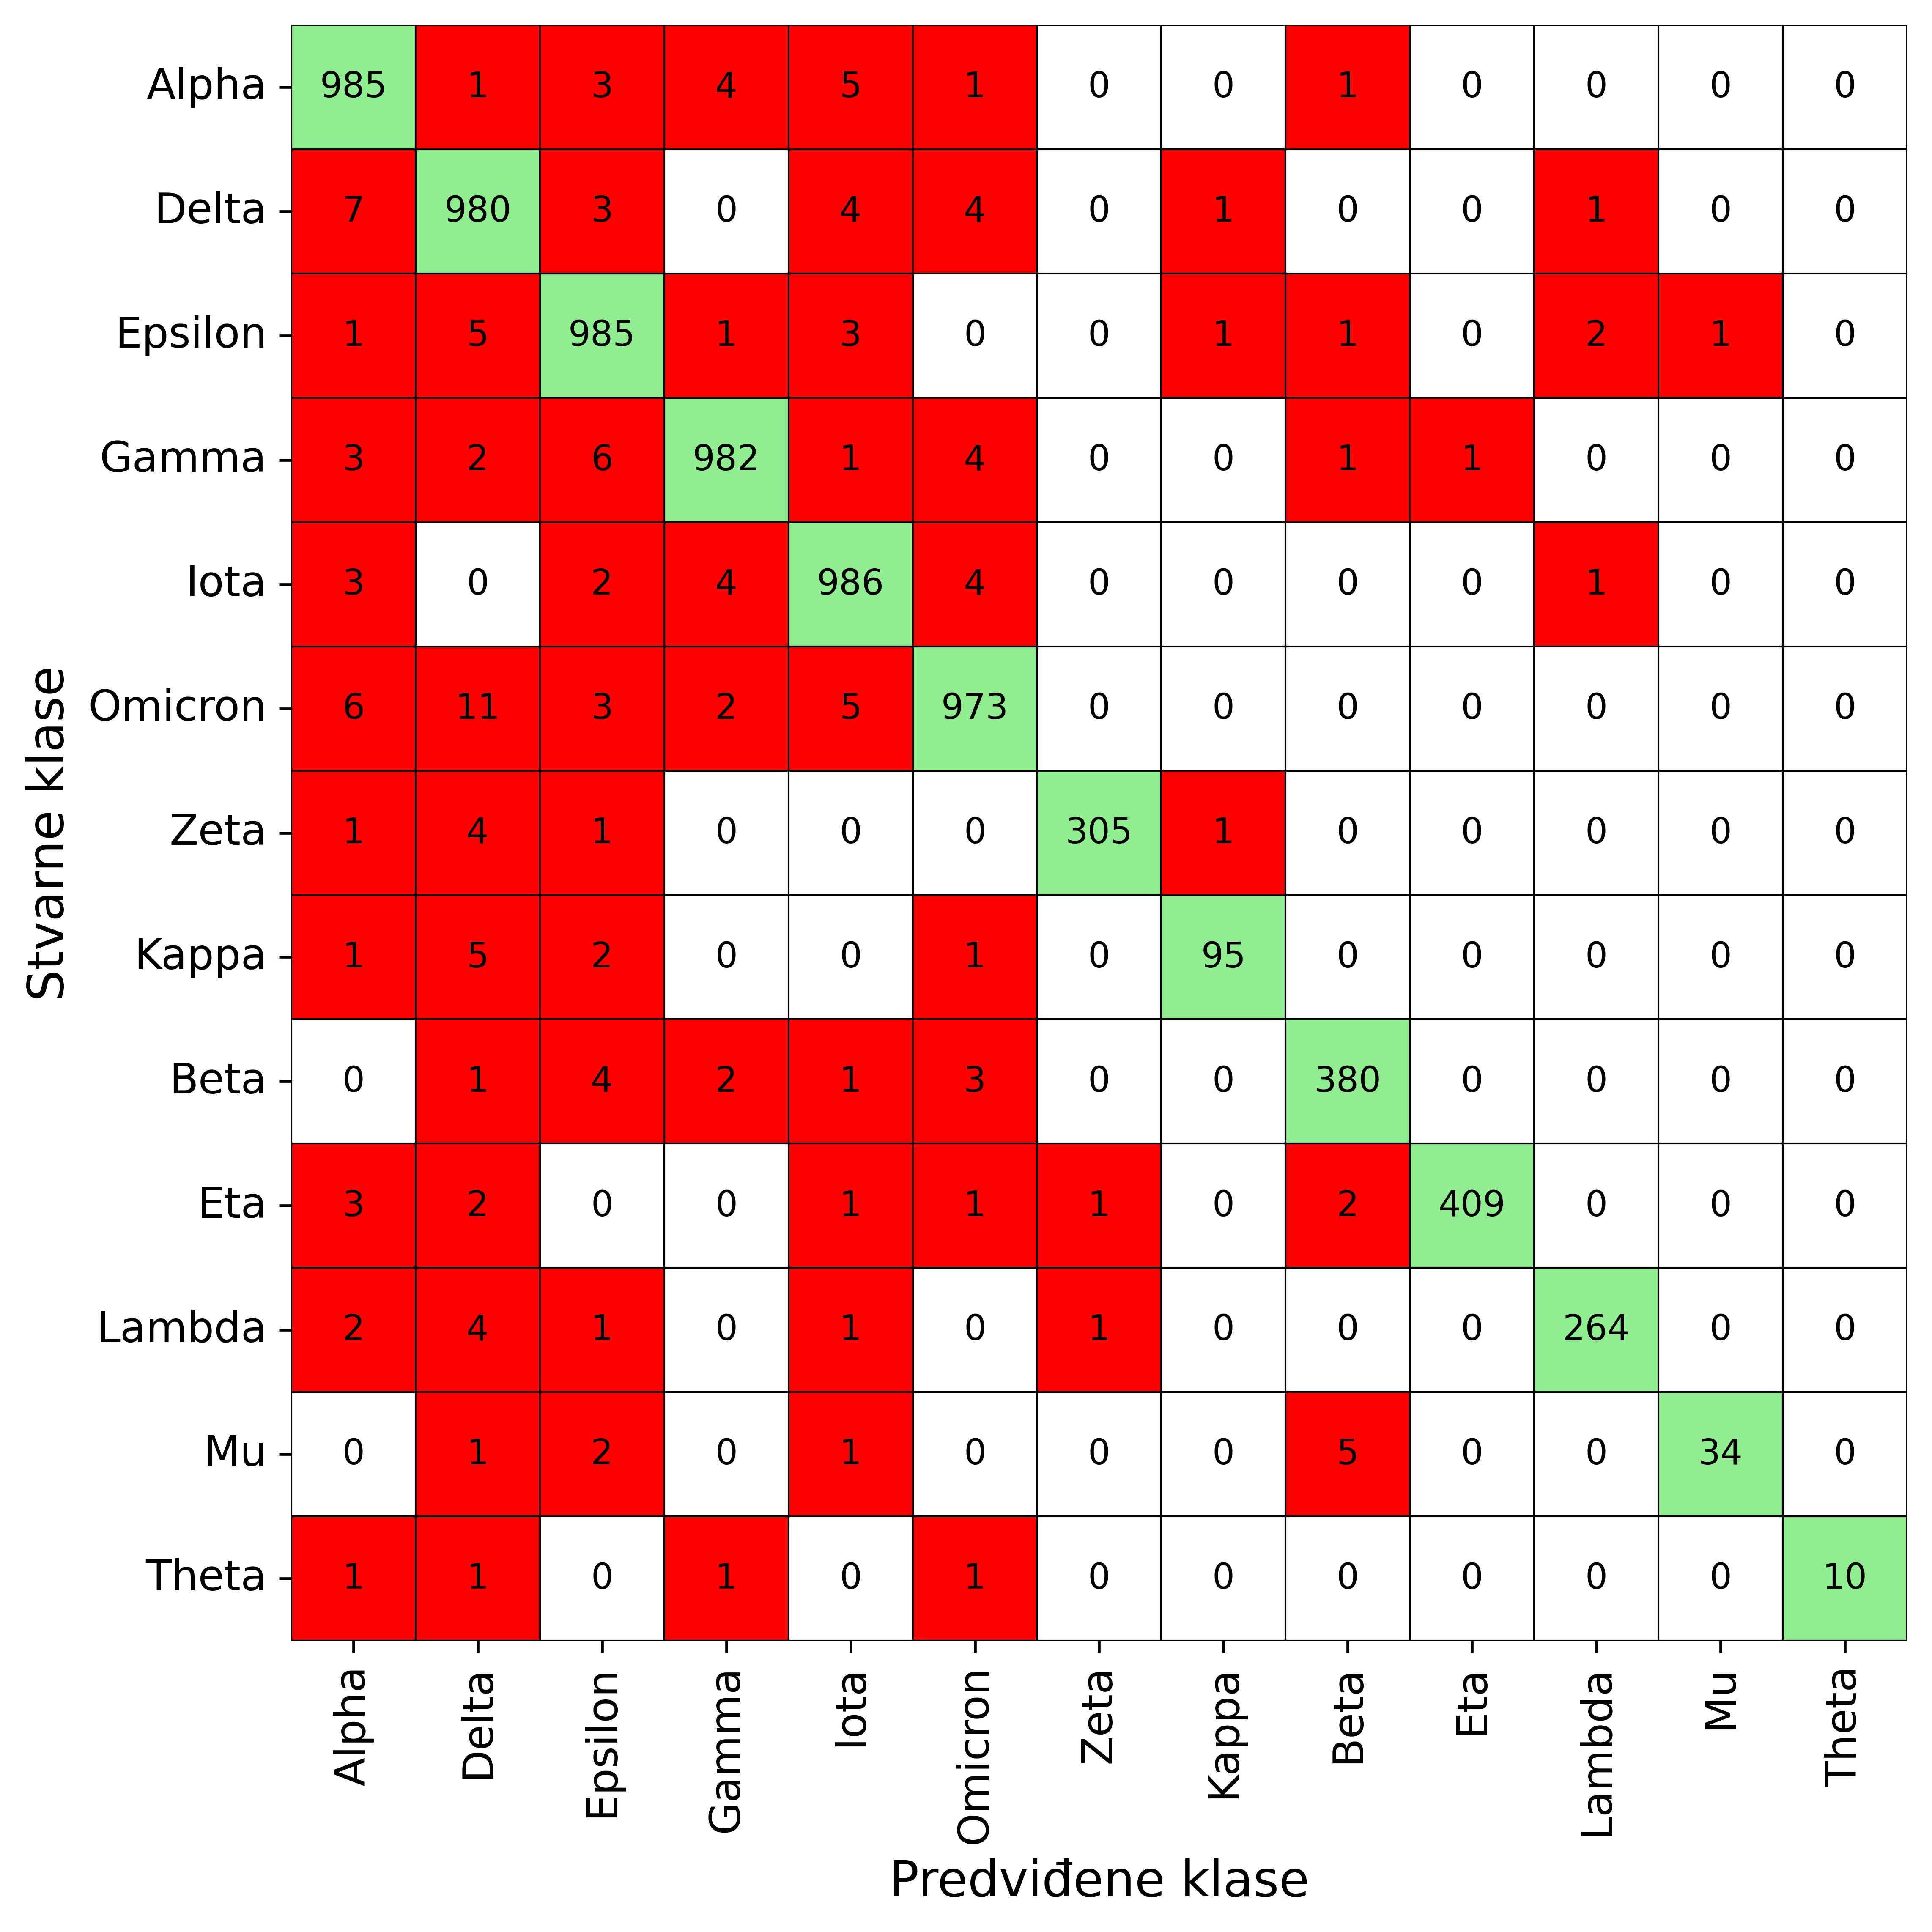 Alpha 985 1 3 4 5 1 0 0 1 0 0 0 0
Delta 7 980 3 0 4 4 0 1 0 0 1 0 0
Epsilon 1 5 985 1 3 0 0 1 1 0 2 1 0
Gamma 3 2 6 982 1 4 0 0 1 1 0 0 0
Iota 3 0 2 4 986 4 0 0 0 0 1 0 0
Omicron 6 11 3 2 5 973 0 0 0 0 0 0 0
Zeta 1 4 1 0 0 0 305 1 0 0 0 0 0
Kappa 1 5 2 0 0 1 0 95 0 0 0 0 0
Beta 0 1 4 2 1 3 0 0 380 0 0 0 0
Eta 3 2 0 0 1 1 1 0 2 409 0 0 0
Lambda 2 4 1 0 1 0 1 0 0 0 264 0 0
Mu 0 1 2 0 1 0 0 0 5 0 0 34 0
Theta 1 1 0 1 0 1 0 0 0 0 0 0 10
Stvarne klase
Alpha Delta Epsilon Gamma Iota Omicron Zeta Kappa Beta Eta Lambda Mu Theta
Predviđene klase